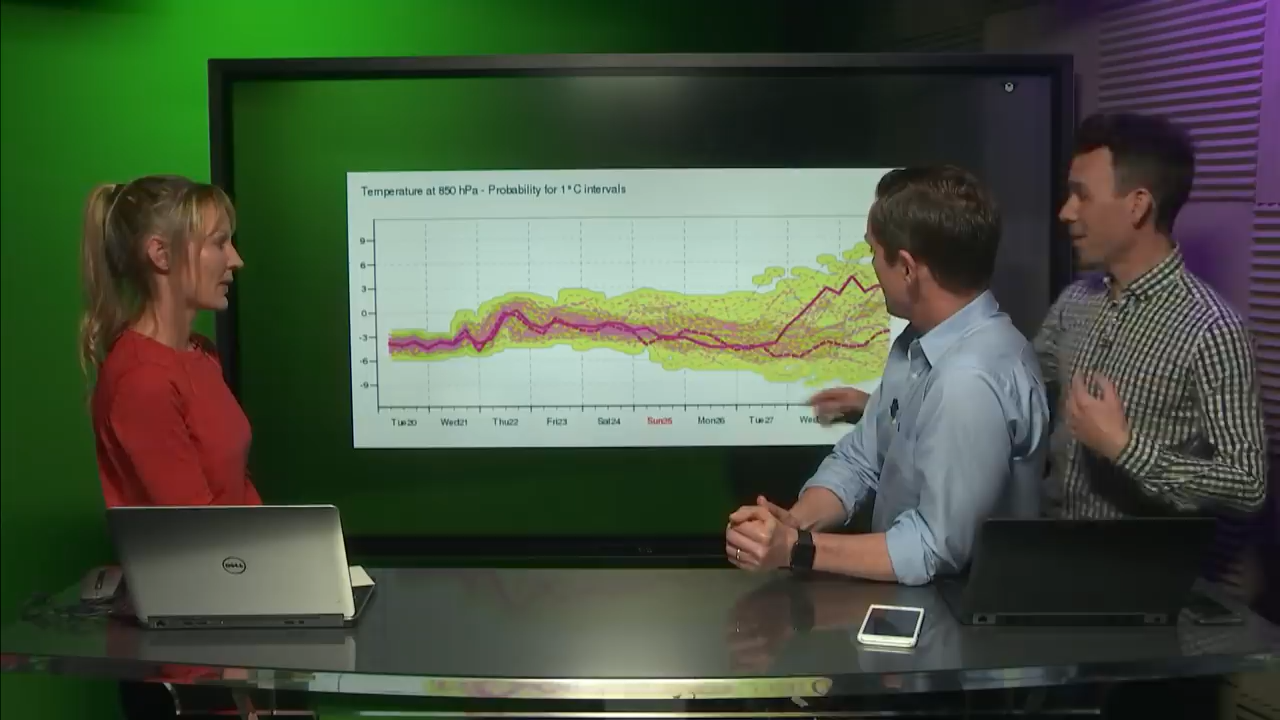 Temperature at 850 hPa - Probability for 1°C intervals
9
6
3
0
-3
-6
-9
Tue20 Wed21 Thu22 Fri23 Sat24 Sun25 Mon26 Tue27 Wed
DELL